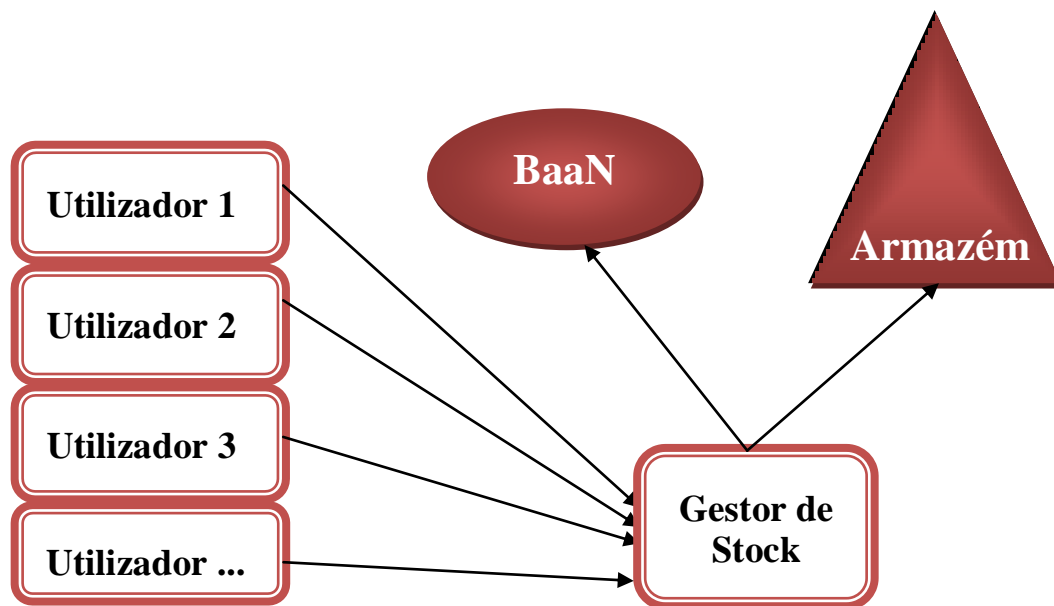 BaaN
Armazém
Utilizador 1
Utilizador 2
Utilizador 3
Utilizador ...
Gestor de
Stock